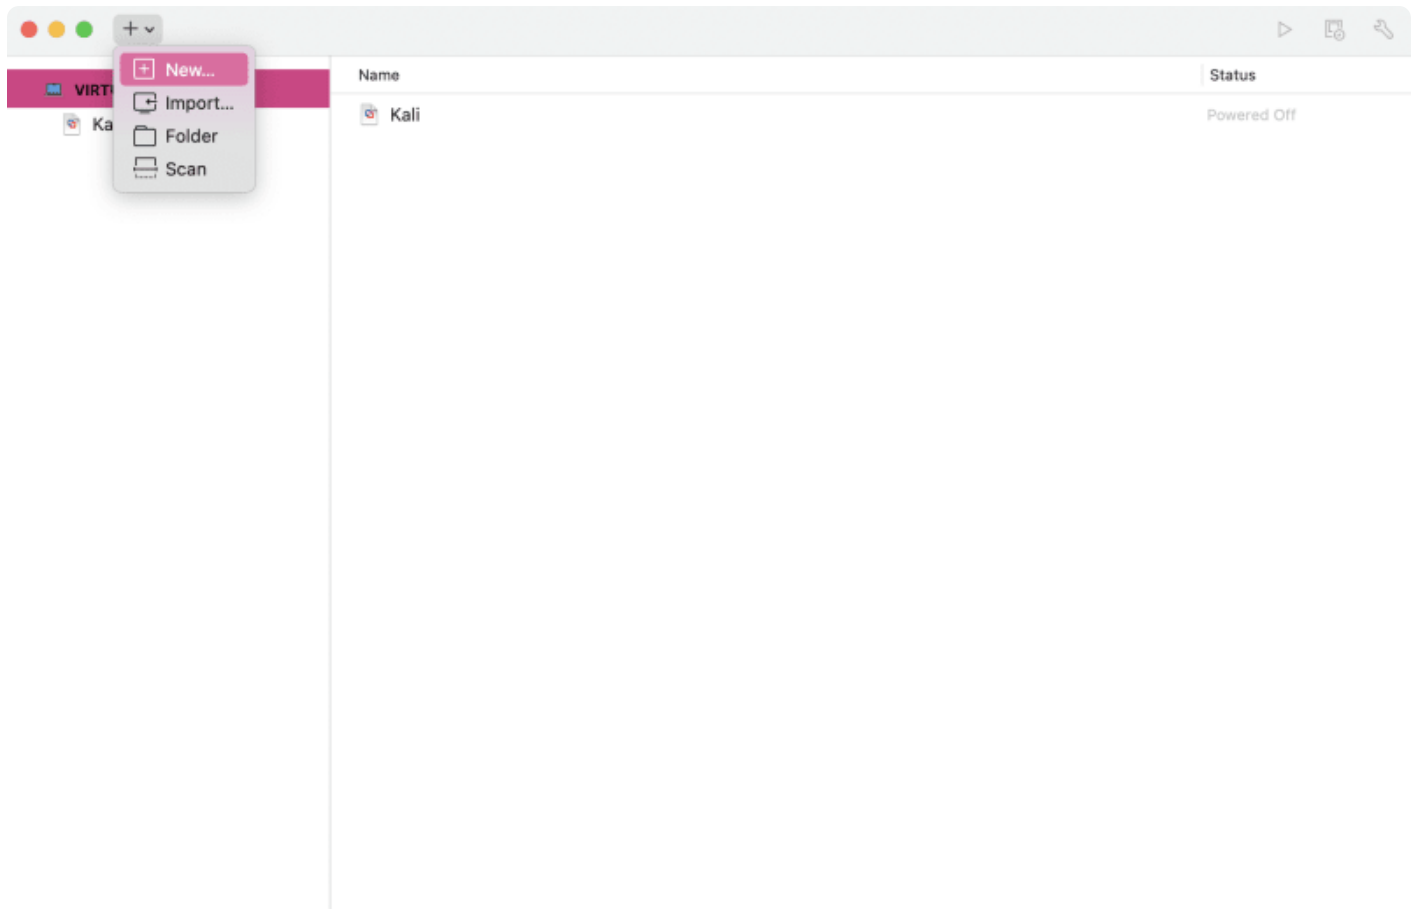 New...
Import...
Folder
Scan
VIRT
Ka
Name Status
Kali Powered Off